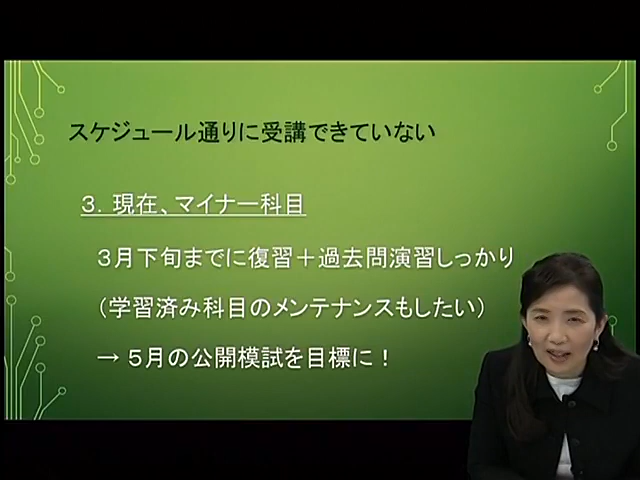 スケジュール通りに受講できていない
３．現在、マイナー科目
３月下旬までに復習＋過去問演習しっかり
（学習済み科目のメンテナンスもしたい）
→ ５月の公開模試を目標に！